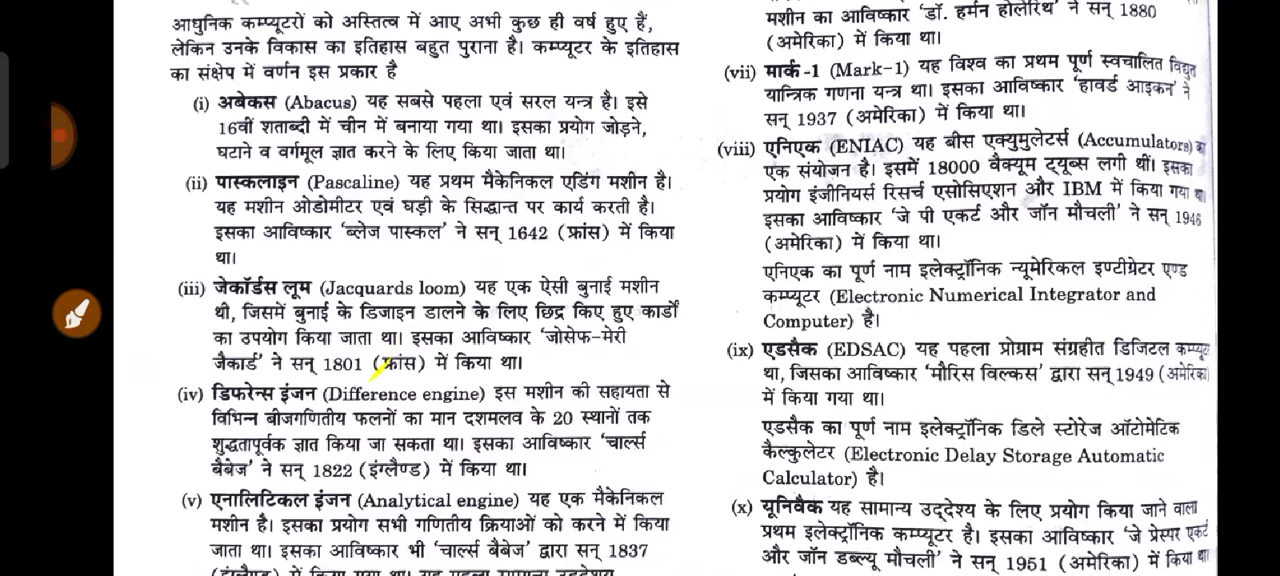 आधुनिक कम्प्यूटरों को अस्तित्व में आए अभी कुछ ही वर्ष हुए हैं,
लेकिन उनके विकास का इतिहास बहुत पुराना है। कम्प्यूटर के इतिहास
का संक्षेप में वर्णन इस प्रकार है
(i) अबेकस (Abacus) यह सबसे पहला एवं सरल यन्त्र है। इसे
16वीं शताब्दी में चीन में बनाया गया था। इसका प्रयोग जोड़ने,
घटाने व वर्गमूल ज्ञात करने के लिए किया जाता था।
(ii) पास्कलाइन (Pascaline) यह प्रथम मैकेनिकल एडिंग मशीन है।
यह मशीन ओडोमीटर एवं घड़ी के सिद्धान्त पर कार्य करती है।
इसका आविष्कार 'ब्लेज पास्कल' ने सन् 1642 (फ्रांस) में किया
था।
(iii) जेकॉर्डस लूम (Jacquards loom) यह एक ऐसी बुनाई मशीन
थी, जिसमें बुनाई के डिजाइन डालने के लिए छिद्र किए हुए कार्डों
का उपयोग किया जाता था। इसका आविष्कार 'जोसेफ-मेरी
जैकार्ड' ने सन् 1801 (फ्रांस) में किया था।
(iv) डिफरेन्स इंजन (Difference engine) इस मशीन की सहायता से
विभिन्न बीजगणितीय फलनों का मान दशमलव के 20 स्थानों तक
शुद्धतापूर्वक ज्ञात किया जा सकता था। इसका आविष्कार 'चार्ल्स
बैबेज' ने सन् 1822 (इंग्लैण्ड) में किया था।
(v) एनालिटिकल इंजन (Analytical engine) यह एक मैकेनिकल
मशीन है। इसका प्रयोग सभी गणितीय क्रियाओं को करने में किया
जाता था। इसका आविष्कार भी 'चार्ल्स बैबेज' द्वारा सन् 1837
(इंग्लैण्ड) में किया गया था। यह पहला सामान्य उद्देश्य
मशीन का आविष्कार 'डॉ. हर्मन होलेरिथ' ने सन् 1880
(अमेरिका) में किया था।
(vii) मार्क-1 (Mark-1) यह विश्व का प्रथम पूर्ण स्वचालित विद्युत
यान्त्रिक गणना यन्त्र था। इसका आविष्कार 'हावर्ड आइकन' ने
सन् 1937 (अमेरिका) में किया था।
(viii) एनिएक (ENIAC) यह बीस एक्युमुलेटर्स (Accumulators) का
एक संयोजन है। इसमें 18000 वैक्यूम ट्यूब्स लगी थीं। इसका
प्रयोग इंजीनियर्स रिसर्च एसोसिएशन और IBM में किया गया था
इसका आविष्कार 'जे पी एकर्ट और जॉन मौचली' ने सन् 1946
(अमेरिका) में किया था।
एनिएक का पूर्ण नाम इलेक्ट्रॉनिक न्यूमेरिकल इण्टीग्रेटर एण्ड
कम्प्यूटर (Electronic Numerical Integrator and
Computer) है।
(ix) एडसैक (EDSAC) यह पहला प्रोग्राम संग्रहीत डिजिटल कम्प्यूटर
था, जिसका आविष्कार 'मौरिस विल्कस' द्वारा सन् 1949 (अमेरिका)
में किया गया था।
एडसैक का पूर्ण नाम इलेक्ट्रॉनिक डिले स्टोरेज ऑटोमेटिक
कैल्कुलेटर (Electronic Delay Storage Automatic
Calculator) है।
(x) यूनिवैक यह सामान्य उद्देश्य के लिए प्रयोग किया जाने वाला
प्रथम इलेक्ट्रॉनिक कम्प्यूटर है। इसका आविष्कार 'जे प्रेस्पर एकर्ट
और जॉन डब्ल्यू मौचली' ने सन् 1951 (अमेरिका) में किया था